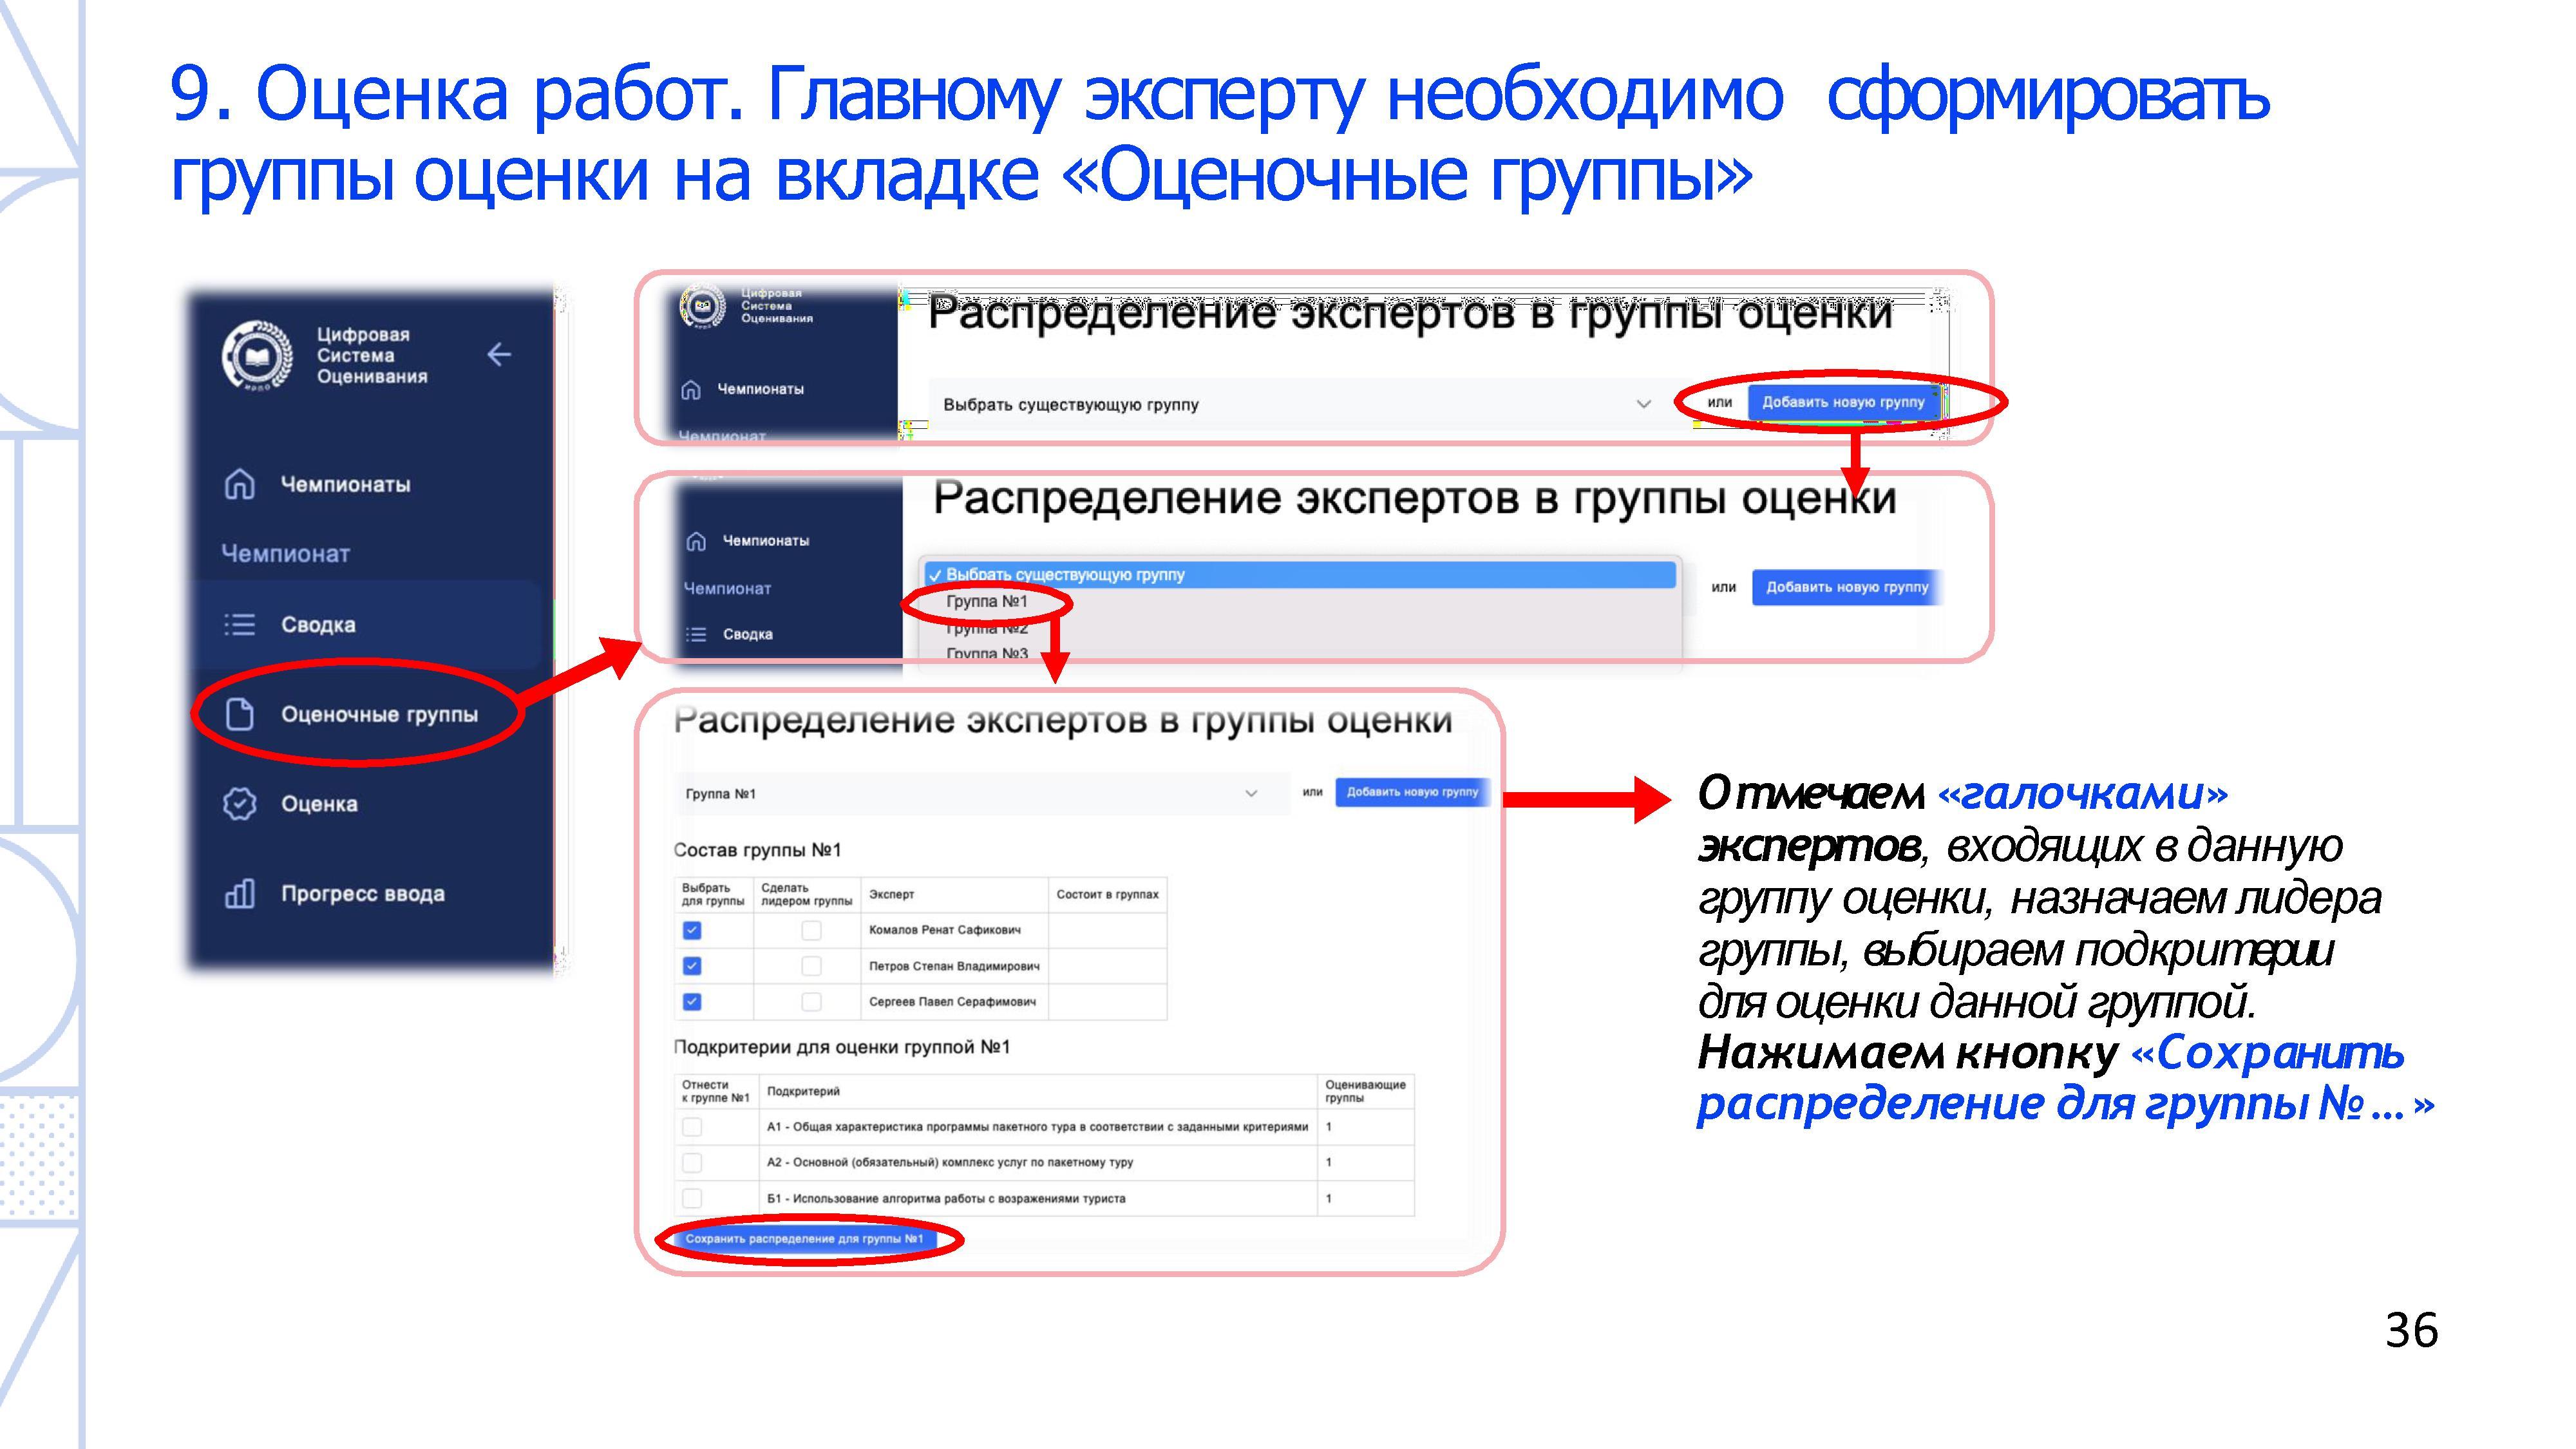 9. Оценка работ. Главному эксперту необходимо сформировать
группы оценки на вкладке «Оценочные группы»
Цифровая
Система
Оценивания
Чемпионаты
Чемпионат
Сводка
Оценочные группы
Оценка
Прогресс ввода
Цифровая
Система
Оценивания
Чемпионаты
Чемпионат
Распределение экспертов в группы оценки
Выбрать существующую группу
или
Добавить новую группу
Чемпионаты
Чемпионат
Сводка
Распределение экспертов в группы оценки
Выбрать существующую группу
Группа №1
Группа №2
Группа №3
или
Добавить новую группу
Распределение экспертов в группы оценки
Группа №1
или
Добавить новую группу
Состав группы №1
Выбрать для группы Сделать лидером группы Эксперт Состоит в группах
Комалов Ренат Сафикович
Петров Степан Владимирович
Сергеев Павел Серафимович
Подкритерии для оценки группой №1
Отнести к группе №1 Подкритерий Оценивающие группы
А1 - Общая характеристика программы пакетного тура в соответствии с заданными критериями 1
А2 - Основной (обязательный) комплекс услуг по пакетному туру 1
Б1 - Использование алгоритма работы с возражениями туриста 1
Сохранить распределение для группы №1
Отмечаем «галочками»
экспертов, входящих в данную
группу оценки, назначаем лидера
группы, выбираем подкритерии
для оценки данной группой.
Нажимаем кнопку «Сохранить
распределение для группы № ... »
36